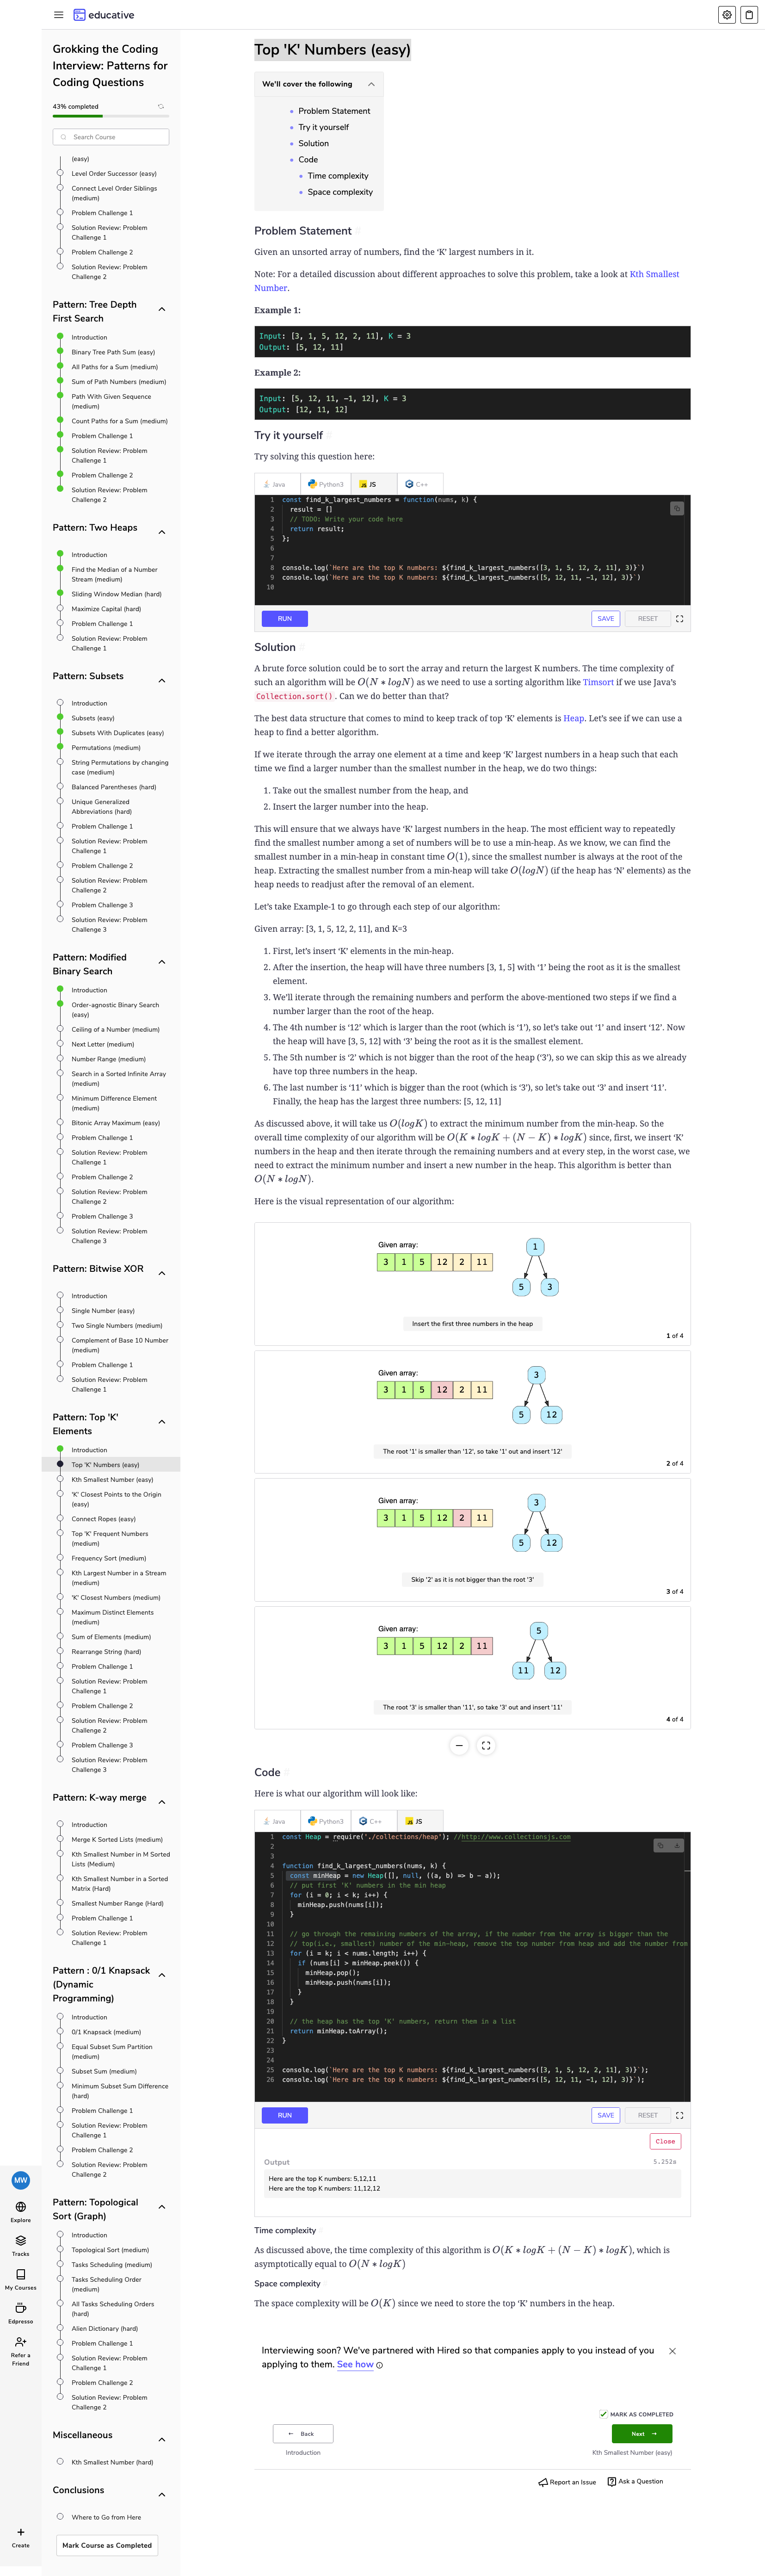 educative
Grokking the Coding
Interview: Patterns for
Coding Questions
43% completed
Search Course
(easy)
Level Order Successor (easy)
Connect Level Order Siblings
(medium)
Problem Challenge 1
Solution Review: Problem
Challenge 1
Problem Challenge 2
Solution Review: Problem
Challenge 2
Pattern: Tree Depth
First Search
Introduction
Binary Tree Path Sum (easy)
All Paths for a Sum (medium)
Sum of Path Numbers (medium)
Path With Given Sequence
(medium)
Count Paths for a Sum (medium)
Problem Challenge 1
Solution Review: Problem
Challenge 1
Problem Challenge 2
Solution Review: Problem
Challenge 2
Pattern: Two Heaps
Introduction
Find the Median of a Number
Stream (medium)
Sliding Window Median (hard)
Maximize Capital (hard)
Problem Challenge 1
Solution Review: Problem
Challenge 1
Pattern: Subsets
Introduction
Subsets (easy)
Subsets With Duplicates (easy)
Permutations (medium)
String Permutations by changing
case (medium)
Balanced Parentheses (hard)
Unique Generalized
Abbreviations (hard)
Problem Challenge 1
Solution Review: Problem
Challenge 1
Problem Challenge 2
Solution Review: Problem
Challenge 2
Problem Challenge 3
Solution Review: Problem
Challenge 3
Pattern: Modified
Binary Search
Introduction
Order-agnostic Binary Search
(easy)
Ceiling of a Number (medium)
Next Letter (medium)
Number Range (medium)
Search in a Sorted Infinite Array
(medium)
Minimum Difference Element
(medium)
Bitonic Array Maximum (easy)
Problem Challenge 1
Solution Review: Problem
Challenge 1
Problem Challenge 2
Solution Review: Problem
Challenge 2
Problem Challenge 3
Solution Review: Problem
Challenge 3
Pattern: Bitwise XOR
Introduction
Single Number (easy)
Two Single Numbers (medium)
Complement of Base 10 Number
(medium)
Problem Challenge 1
Solution Review: Problem
Challenge 1
Pattern: Top 'K'
Elements
Introduction
Top 'K' Numbers (easy)
Kth Smallest Number (easy)
'K' Closest Points to the Origin
(easy)
Connect Ropes (easy)
Top 'K' Frequent Numbers
(medium)
Frequency Sort (medium)
Kth Largest Number in a Stream
(medium)
'K' Closest Numbers (medium)
Maximum Distinct Elements
(medium)
Sum of Elements (medium)
Rearrange String (hard)
Problem Challenge 1
Solution Review: Problem
Challenge 1
Problem Challenge 2
Solution Review: Problem
Challenge 2
Problem Challenge 3
Solution Review: Problem
Challenge 3
Pattern: K-way merge
Introduction
Merge K Sorted Lists (medium)
Kth Smallest Number in M Sorted
Lists (Medium)
Kth Smallest Number in a Sorted
Matrix (Hard)
Smallest Number Range (Hard)
Problem Challenge 1
Solution Review: Problem
Challenge 1
Pattern : 0/1 Knapsack
(Dynamic
Programming)
Introduction
0/1 Knapsack (medium)
Equal Subset Sum Partition
(medium)
Subset Sum (medium)
Minimum Subset Sum Difference
(hard)
Problem Challenge 1
Solution Review: Problem
Challenge 1
Problem Challenge 2
Solution Review: Problem
Challenge 2
Pattern: Topological
Sort (Graph)
Introduction
Topological Sort (medium)
Tasks Scheduling (medium)
Tasks Scheduling Order
(medium)
All Tasks Scheduling Orders
(hard)
Alien Dictionary (hard)
Problem Challenge 1
Solution Review: Problem
Challenge 1
Problem Challenge 2
Solution Review: Problem
Challenge 2
Miscellaneous
Kth Smallest Number (hard)
Conclusions
Where to Go from Here
Mark Course as Completed
MW
Explore
Tracks
My Courses
Edpresso
Refer a
Friend
Create
Top 'K' Numbers (easy)
We'll cover the following
Problem Statement
Try it yourself
Solution
Code
Time complexity
Space complexity
Problem Statement
Given an unsorted array of numbers, find the ‘K’ largest numbers in it.
Note: For a detailed discussion about different approaches to solve this problem, take a look at Kth Smallest
Number.
Example 1:
Input: [3, 1, 5, 12, 2, 11], K = 3
Output: [5, 12, 11]
Example 2:
Input: [5, 12, 11, -1, 12], K = 3
Output: [12, 11, 12]
Try it yourself
Try solving this question here:
Java Python3 JS C++
1 const find_k_largest_numbers = function(nums, k) {
2 result = []
3 // TODO: Write your code here
4 return result;
5 };
6
7
8 console.log(`Here are the top K numbers: ${find_k_largest_numbers([3, 1, 5, 12, 2, 11], 3)}`)
9 console.log(`Here are the top K numbers: ${find_k_largest_numbers([5, 12, 11, -1, 12], 3)}`)
10
RUN SAVE RESET
Solution
A brute force solution could be to sort the array and return the largest K numbers. The time complexity of
such an algorithm will be O(N ∗ logN) as we need to use a sorting algorithm like Timsort if we use Java’s
Collection.sort(). Can we do better than that?
The best data structure that comes to mind to keep track of top ‘K’ elements is Heap. Let’s see if we can use a
heap to find a better algorithm.
If we iterate through the array one element at a time and keep ‘K’ largest numbers in a heap such that each
time we find a larger number than the smallest number in the heap, we do two things:
1. Take out the smallest number from the heap, and
2. Insert the larger number into the heap.
This will ensure that we always have ‘K’ largest numbers in the heap. The most efficient way to repeatedly
find the smallest number among a set of numbers will be to use a min-heap. As we know, we can find the
smallest number in a min-heap in constant time O(1), since the smallest number is always at the root of the
heap. Extracting the smallest number from a min-heap will take O(logN) (if the heap has ‘N’ elements) as the
heap needs to readjust after the removal of an element.
Let’s take Example-1 to go through each step of our algorithm:
Given array: [3, 1, 5, 12, 2, 11], and K=3
1. First, let’s insert ‘K’ elements in the min-heap.
2. After the insertion, the heap will have three numbers [3, 1, 5] with ‘1’ being the root as it is the smallest
element.
3. We’ll iterate through the remaining numbers and perform the above-mentioned two steps if we find a
number larger than the root of the heap.
4. The 4th number is ‘12’ which is larger than the root (which is ‘1’), so let’s take out ‘1’ and insert ‘12’. Now
the heap will have [3, 5, 12] with ‘3’ being the root as it is the smallest element.
5. The 5th number is ‘2’ which is not bigger than the root of the heap (‘3’), so we can skip this as we already
have top three numbers in the heap.
6. The last number is ‘11’ which is bigger than the root (which is ‘3’), so let’s take out ‘3’ and insert ‘11’.
Finally, the heap has the largest three numbers: [5, 12, 11]
As discussed above, it will take us O(logK) to extract the minimum number from the min-heap. So the
overall time complexity of our algorithm will be O(K ∗ logK + (N − K) ∗ logK) since, first, we insert ‘K’
numbers in the heap and then iterate through the remaining numbers and at every step, in the worst case, we
need to extract the minimum number and insert a new number in the heap. This algorithm is better than
O(N ∗ logN).
Here is the visual representation of our algorithm:
Given array:
3 1 5 12 2 11
1
5 3
Insert the first three numbers in the heap
1 of 4
Given array:
3 1 5 12 2 11
3
5 12
The root '1' is smaller than '12', so take '1' out and insert '12'
2 of 4
Given array:
3 1 5 12 2 11
3
5 12
Skip '2' as it is not bigger than the root '3'
3 of 4
Given array:
3 1 5 12 2 11
5
11 12
The root '3' is smaller than '11', so take '3' out and insert '11'
4 of 4
Code
Here is what our algorithm will look like:
Java Python3 C++ JS
1 const Heap = require('./collections/heap'); //http://www.collectionsjs.com
2
3
4 function find_k_largest_numbers(nums, k) {
5 const minHeap = new Heap([], null, ((a, b) => b - a));
6 // put first 'K' numbers in the min heap
7 for (i = 0; i < k; i++) {
8 minHeap.push(nums[i]);
9 }
10
11 // go through the remaining numbers of the array, if the number from the array is bigger than the
12 // top(i.e., smallest) number of the min-heap, remove the top number from heap and add the number from
13 for (i = k; i < nums.length; i++) {
14 if (nums[i] > minHeap.peek()) {
15 minHeap.pop();
16 minHeap.push(nums[i]);
17 }
18 }
19
20 // the heap has the top 'K' numbers, return them in a list
21 return minHeap.toArray();
22 }
23
24
25 console.log(`Here are the top K numbers: ${find_k_largest_numbers([3, 1, 5, 12, 2, 11], 3)}`);
26 console.log(`Here are the top K numbers: ${find_k_largest_numbers([5, 12, 11, -1, 12], 3)}`);
RUN SAVE RESET
Close
Output 5.252s
Here are the top K numbers: 5,12,11
Here are the top K numbers: 11,12,12
Time complexity
As discussed above, the time complexity of this algorithm is O(K ∗ logK + (N − K) ∗ logK), which is
asymptotically equal to O(N ∗ logK)
Space complexity
The space complexity will be O(K) since we need to store the top ‘K’ numbers in the heap.
Interviewing soon? We've partnered with Hired so that companies apply to you instead of you
applying to them. See how
MARK AS COMPLETED
← Back Next →
Introduction Kth Smallest Number (easy)
Report an Issue Ask a Question